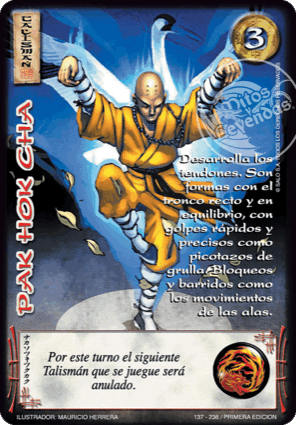 TALISMÁN
3
Mitos y Leyendas
PAK HOK CHA
Desarrolla los
tendones. Son
formas con el
tronco recto y en
equilibrio, con
golpes rápidos y
precisos como
picotazos de
grulla. Bloqueos
y barridos como
los movimientos
de las alas.
Por este turno el siguiente
Talismán que se juegue será
anulado.
ILUSTRADOR: MAURICIO HERRERA
137 - 236 / PRIMERA EDICION